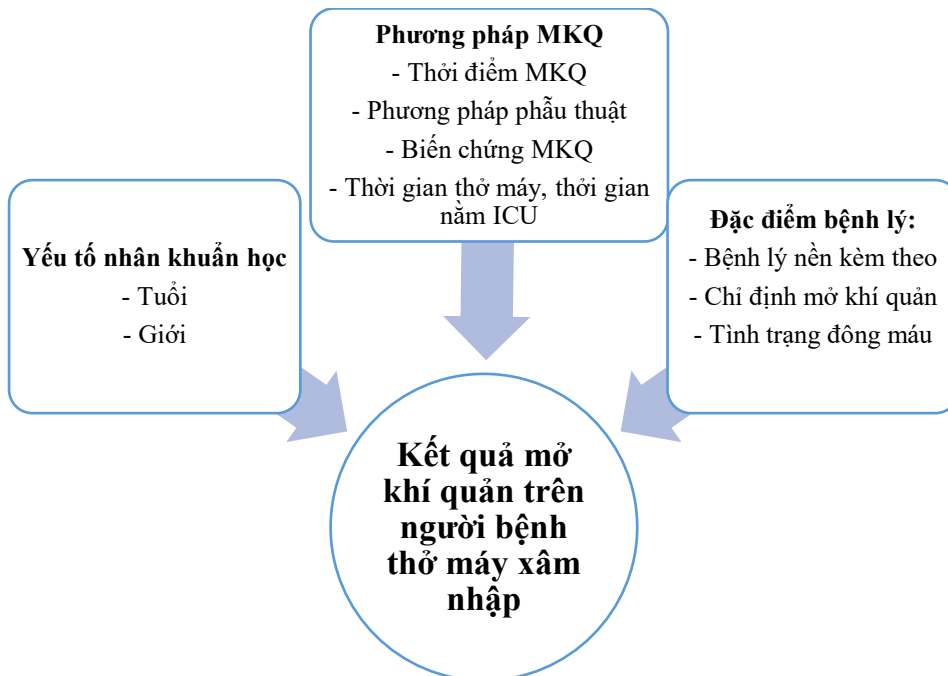 Phương pháp MKQ
- Thời điểm MKQ
- Phương pháp phẫu thuật
- Biến chứng MKQ
- Thời gian thở máy, thời gian
nằm ICU
Yếu tố nhân khuẩn học
- Tuổi
- Giới
Đặc điểm bệnh lý:
- Bệnh lý nền kèm theo
- Chỉ định mở khí quản
- Tình trạng đông máu
Kết quả mở
khí quản trên
người bệnh
thở máy xâm
nhập